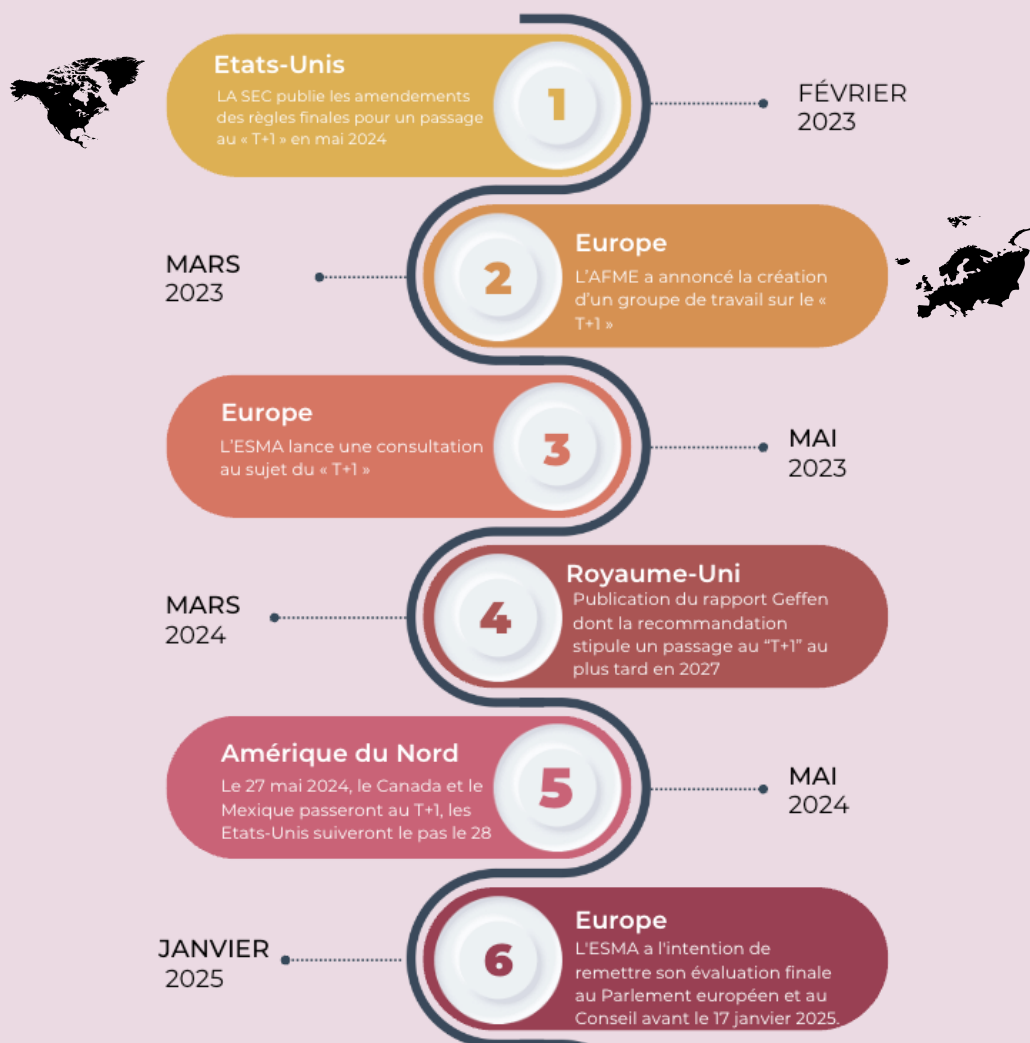 Etats-Unis
LA SEC publie les amendements
des règles finales pour un passage
au « T+1 » en mai 2024
1
FÉVRIER
2023
MARS
2023
2
Europe
L'AFME a annoncé la création
d'un groupe de travail sur le «
T+1 »
Europe
L'ESMA lance une consultation
au sujet du « T+1 »
3
MAI
2023
MARS
2024
4
Royaume-Uni
Publication du rapport Geffen
dont la recommandation
stipule un passage au “T+1” au
plus tard en 2027
Amérique du Nord
Le 27 mai 2024, le Canada et le
Mexique passeront au T+1, les
Etats-Unis suiveront le pas le 28
5
MAI
2024
JANVIER
2025
6
Europe
L'ESMA a l'intention de
remettre son évaluation finale
au Parlement européen et au
Conseil avant le 17 janvier 2025.